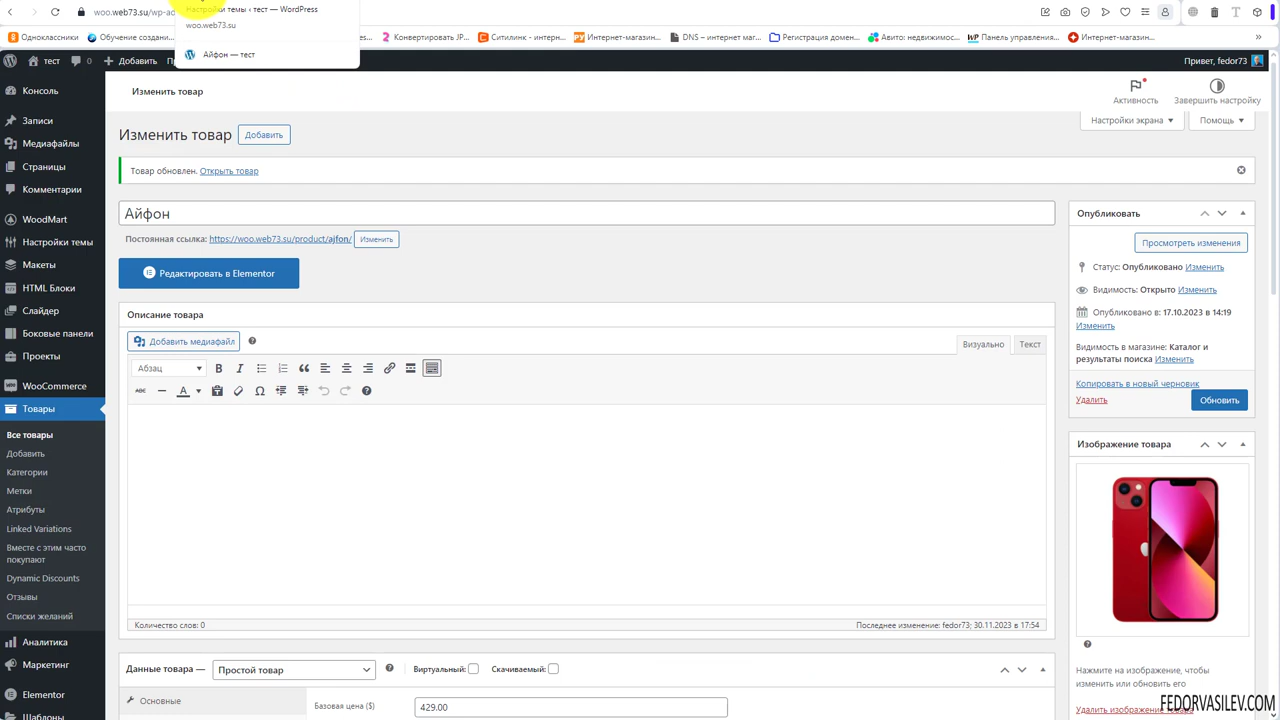 Настройки темы ‹ тест — WordPress
woo.web73.su
woo.web73.su/wp-ad
Айфон — тест
Одноклассники
Обучение создани...
Конвертировать JP...
Ситилинк - интерн...
Интернет-магазин...
DNS – интернет маг...
Регистрация домен...
Авито: недвижимос...
Панель управления...
Интернет-магазин...
тест
0
Добавить
Привет, fedor73
Консоль
Записи
Медиафайлы
Страницы
Комментарии
WoodMart
Настройки темы
Макеты
HTML Блоки
Слайдер
Боковые панели
Проекты
WooCommerce
Товары
Все товары
Добавить
Категории
Метки
Атрибуты
Linked Variations
Вместе с этим часто
покупают
Dynamic Discounts
Отзывы
Списки желаний
Аналитика
Маркетинг
Elementor
Шаблоны
Изменить товар
Активность
Завершить настройку
Изменить товар
Добавить
Настройки экрана
Помощь
Товар обновлен. Открыть товар
Айфон
Постоянная ссылка: https://woo.web73.su/product/ajfon/ Изменить
Редактировать в Elementor
Описание товара
Добавить медиафайл
Визуально
Текст
Абзац
Количество слов: 0
Последнее изменение: fedor73; 30.11.2023 в 17:54
Данные товара —
Простой товар
Виртуальный:
Скачиваемый:
Основные
Базовая цена ($)
429.00
Опубликовать
Просмотреть изменения
Статус: Опубликовано Изменить
Видимость: Открыто Изменить
Опубликовано в: 17.10.2023 в 14:19
Изменить
Видимость в магазине: Каталог и
результаты поиска Изменить
Копировать в новый черновик
Удалить
Обновить
Изображение товара
Нажмите на изображение, чтобы
изменить или обновить его
Удалить изображение товара
FEDORVASILEV.COM